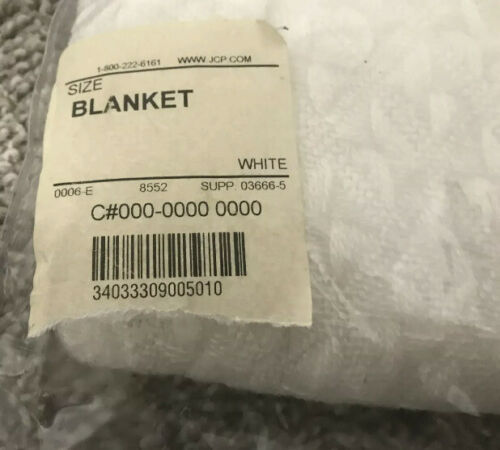 1-800-222-6161 WWW.JCP.COM
SIZE
BLANKET
WHITE
0006-E 8552 SUPP. 03666-5
C#000-0000 0000
34033309005010